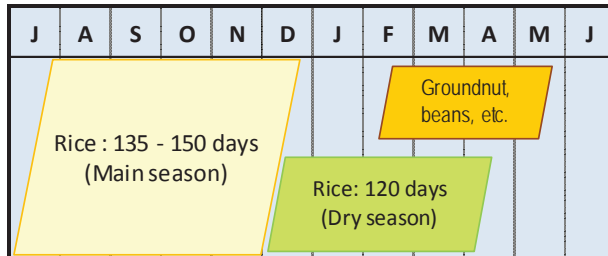 J A S O N D J F M A M J
Groundnut,
beans, etc.
Rice : 135 - 150 days
(Main season)
Rice: 120 days
(Dry season)